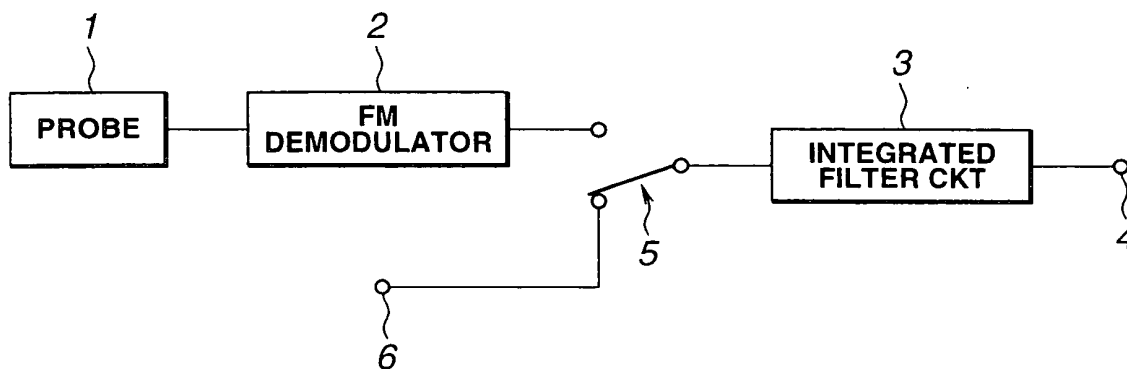 1
2
3
PROBE
FM
DEMODULATOR
INTEGRATED
FILTER CKT
4
5
6